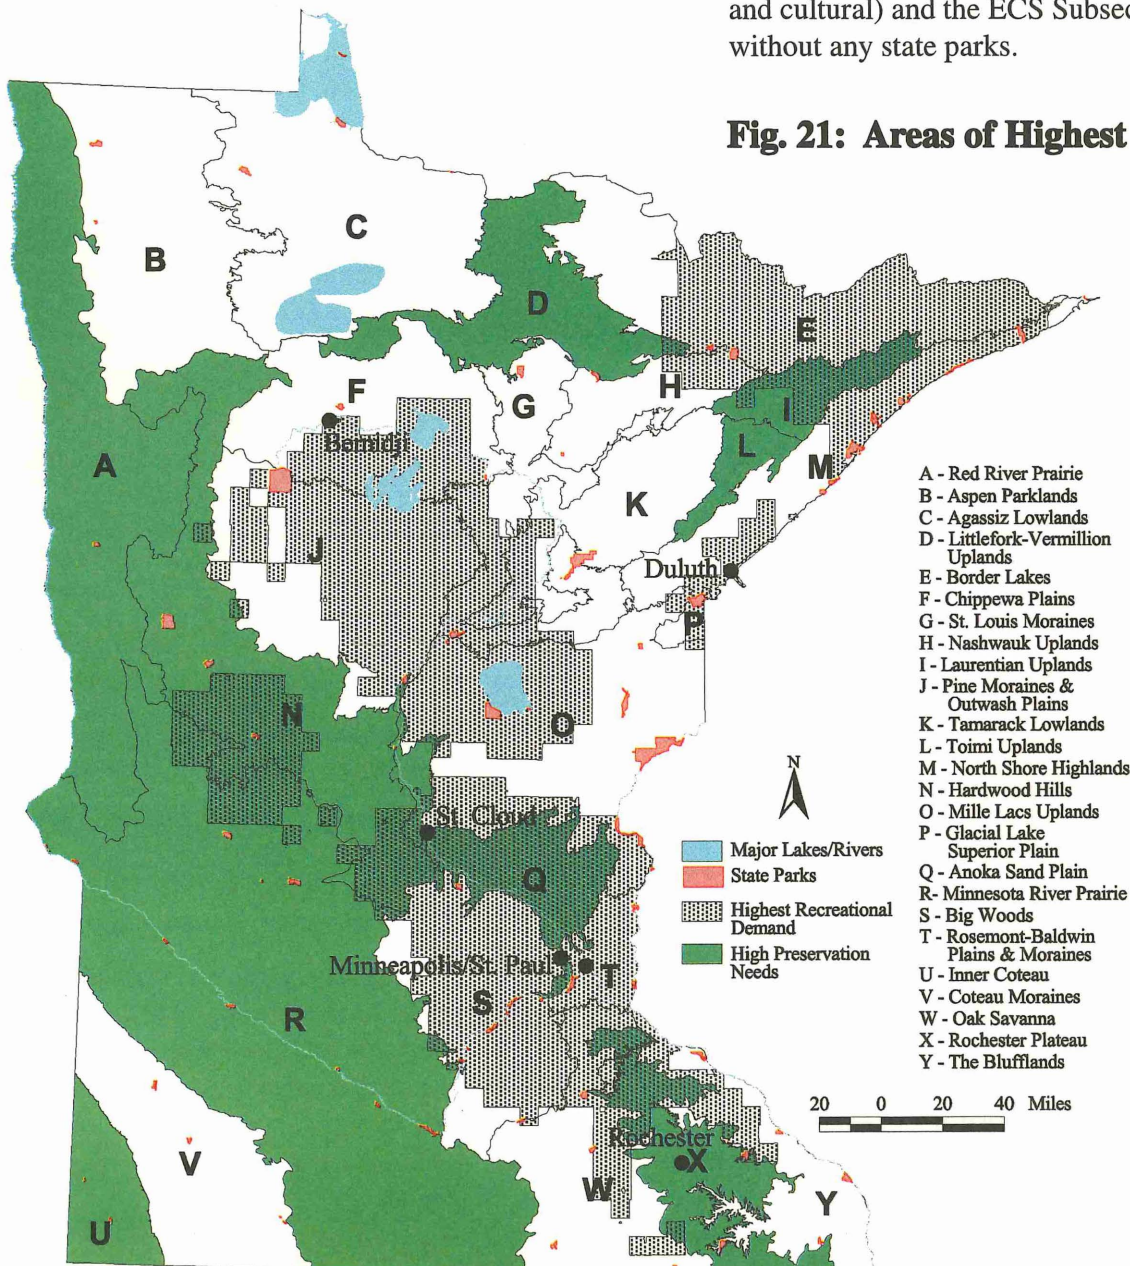 and cultural) and the ECS Subsec
without any state parks.
Fig. 21: Areas of Highest
A
B
C
D
E
F
G
H
I
J
K
L
M
N
O
P
Q
R
S
T
U
V
W
X
Y
Bemidji
Duluth
St. Cloud
Minneapolis/St. Paul
Rochester
N
Major Lakes/Rivers
State Parks
Highest Recreational
Demand
High Preservation
Needs
A - Red River Prairie
B - Aspen Parklands
C - Agassiz Lowlands
D - Littlefork-Vermillion
Uplands
E - Border Lakes
F - Chippewa Plains
G - St. Louis Moraines
H - Nashwauk Uplands
I - Laurentian Uplands
J - Pine Moraines &
Outwash Plains
K - Tamarack Lowlands
L - Toimi Uplands
M - North Shore Highlands
N - Hardwood Hills
O - Mille Lacs Uplands
P - Glacial Lake
Superior Plain
Q - Anoka Sand Plain
R- Minnesota River Prairie
S - Big Woods
T - Rosemont-Baldwin
Plains & Moraines
U - Inner Coteau
V - Coteau Moraines
W - Oak Savanna
X - Rochester Plateau
Y - The Blufflands
20 0 20 40 Miles